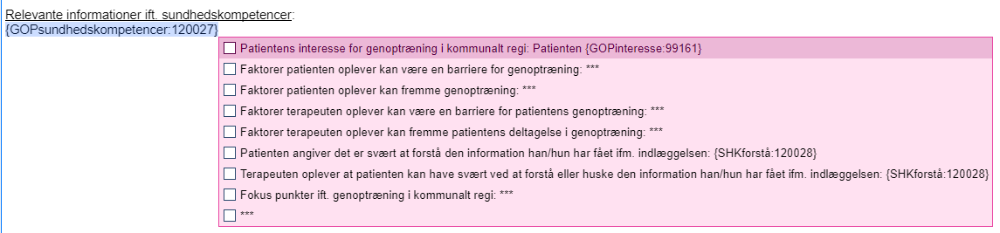 Relevante informationer ift. sundhedskompetencer:
{GOPsundhedskompetencer:120027}
Patientens interesse for genoptræning i kommunalt regi: Patienten {GOPinteresse:99161}
Faktorer patienten oplever kan være en barriere for genoptræning: ***
Faktorer patienten oplever kan fremme genoptræning: ***
Faktorer terapeuten oplever kan være en barriere for patientens genoptræning: ***
Faktorer terapeuten oplever kan fremme patientens deltagelse i genoptræning: ***
Patienten angiver det er svært at forstå den information han/hun har fået ifm. indlæggelsen: {SHKforstå:120028}
Terapeuten oplever at patienten kan have svært ved at forstå eller huske den information han/hun har fået ifm. indlæggelsen: {SHKforstå:120028}
Fokus punkter ift. genoptræning i kommunalt regi: ***
***